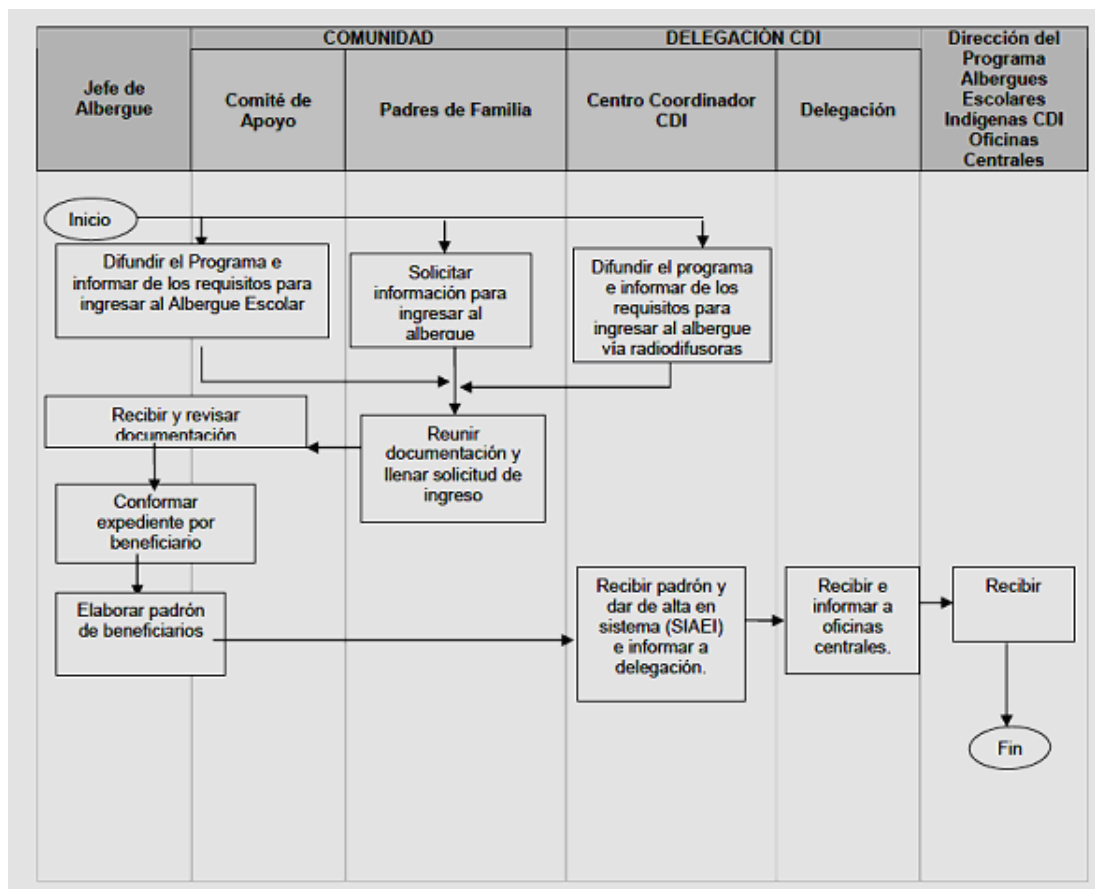 COMUNIDAD
DELEGACIÓN CDI
Jefe de
Albergue
Comité de
Apoyo
Padres de Familia
Centro Coordinador
CDI
Delegación
Dirección del
Programa
Albergues
Escolares
Indígenas CDI
Oficinas
Centrales
Inicio
Difundir el Programa e
informar de los requisitos para
ingresar al Albergue Escolar
Solicitar
información para
ingresar al
albergue
Difundir el programa
e informar de los
requisitos para
ingresar al albergue
vía radiodifusoras
Recibir y revisar
documentación
Reunir
documentación y
llenar solicitud de
ingreso
Conformar
expediente por
beneficiario
Elaborar padrón
de beneficiarios
Recibir padrón y
dar de alta en
sistema (SIAEI)
e informar a
delegación.
Recibir e
informar a
oficinas
centrales.
Recibir
Fin